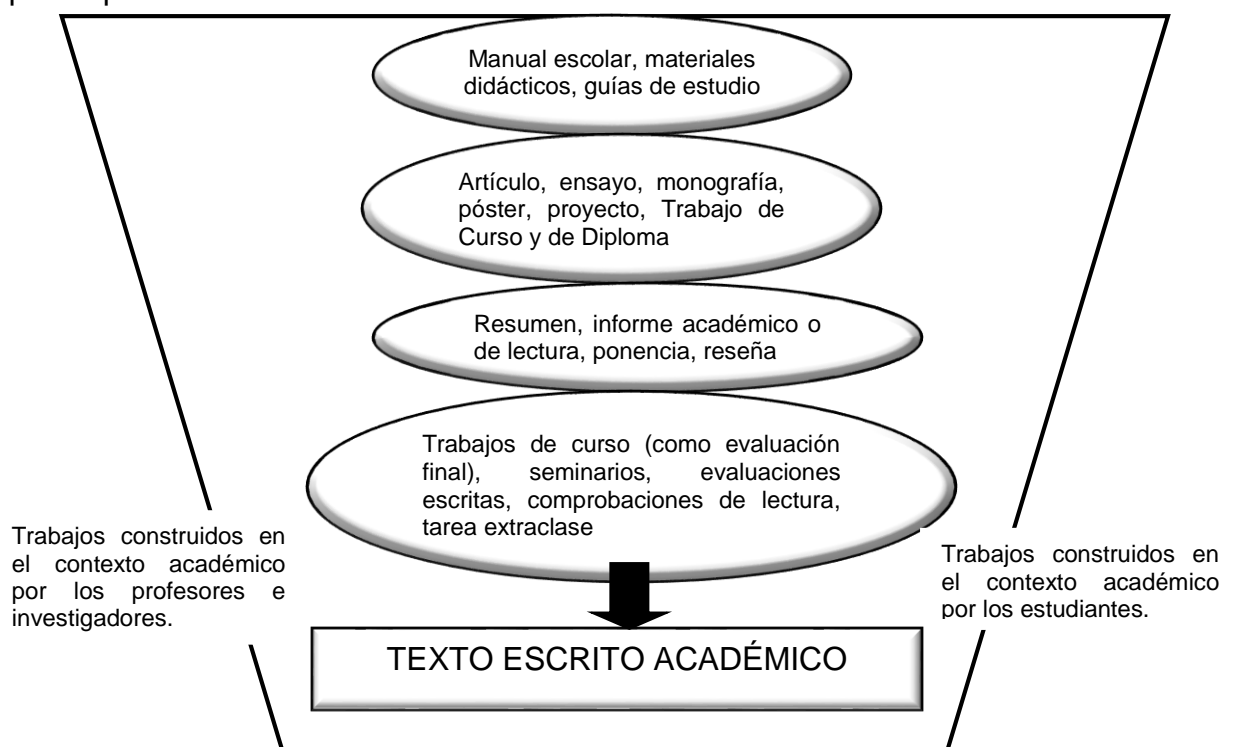 Manual escolar, materiales
didácticos, guías de estudio
Artículo, ensayo, monografía,
póster, proyecto, Trabajo de
Curso y de Diploma
Resumen, informe académico o
de lectura, ponencia, reseña
Trabajos de curso (como evaluación
final), seminarios, evaluaciones
escritas, comprobaciones de lectura,
tarea extraclase
Trabajos construidos en
el contexto académico
por los profesores e
investigadores.
Trabajos construidos en
el contexto académico
por los estudiantes.
TEXTO ESCRITO ACADÉMICO